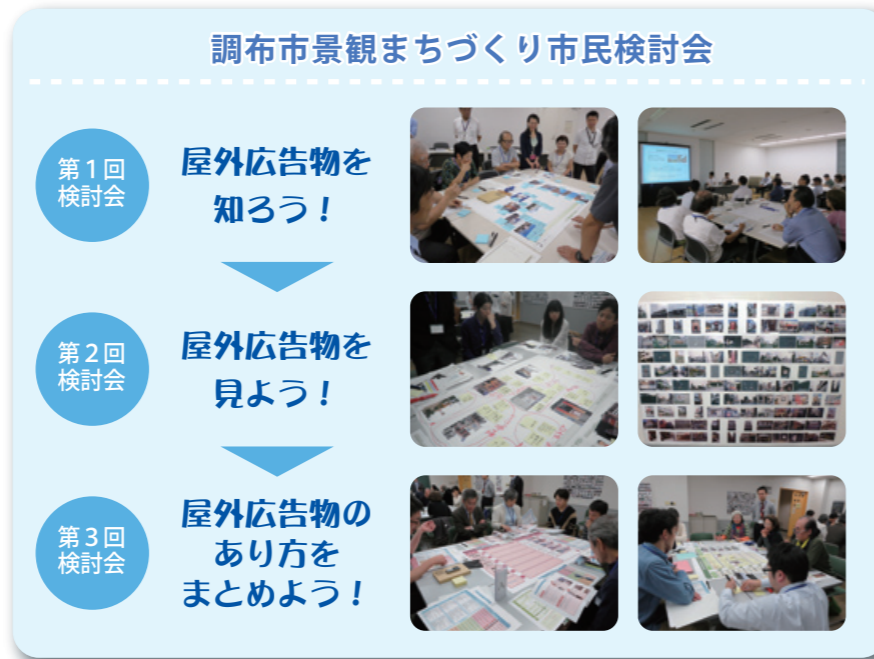 調布市景観まちづくり市民検討会
第1回
検討会
屋外広告物を
知ろう！
第2回
検討会
屋外広告物を
見よう！
第3回
検討会
屋外広告物の
あり方を
まとめよう！